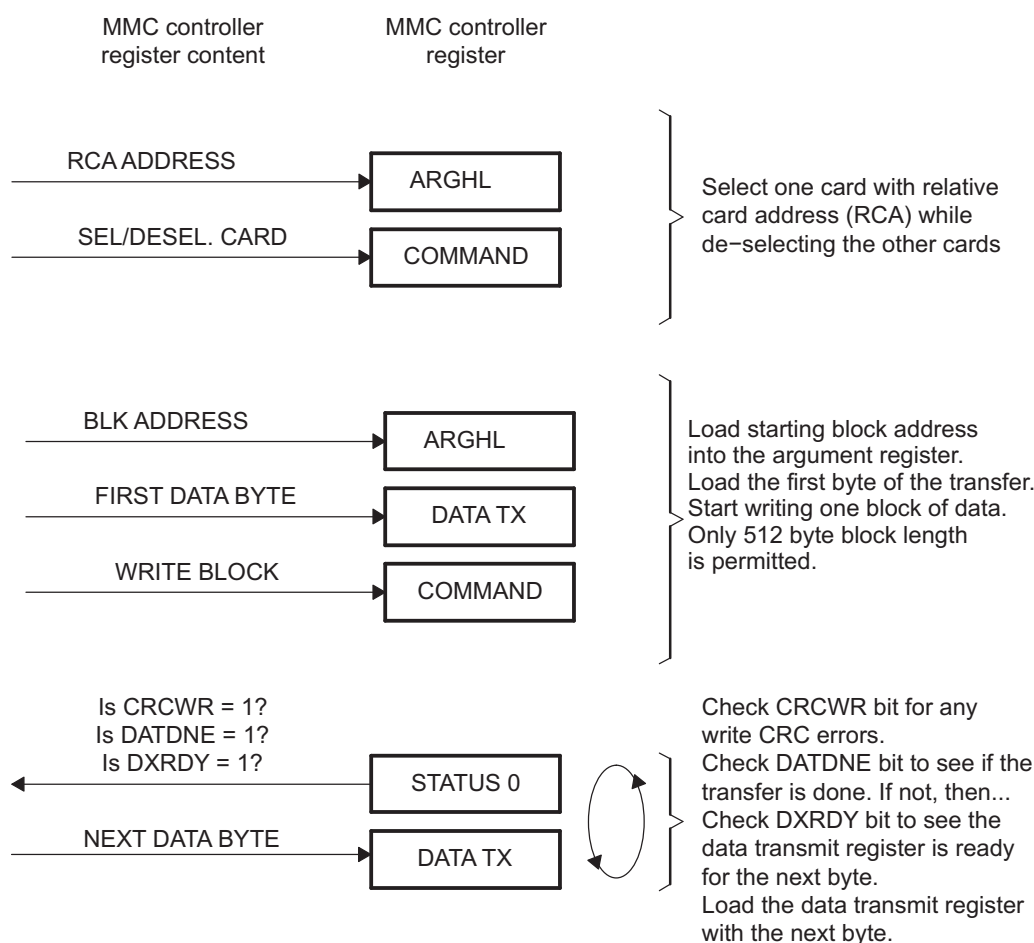 MMC controller
register content
MMC controller
register
RCA ADDRESS
ARGHL
SEL/DESEL. CARD
COMMAND
Select one card with relative
card address (RCA) while
de−selecting the other cards
BLK ADDRESS
ARGHL
FIRST DATA BYTE
DATA TX
WRITE BLOCK
COMMAND
Load starting block address
into the argument register.
Load the first byte of the transfer.
Start writing one block of data.
Only 512 byte block length
is permitted.
Is CRCWR = 1?
Is DATDNE = 1?
Is DXRDY = 1?
STATUS 0
NEXT DATA BYTE
DATA TX
Check CRCWR bit for any
write CRC errors.
Check DATDNE bit to see if the
transfer is done. If not, then...
Check DXRDY bit to see the
data transmit register is ready
for the next byte.
Load the data transmit register
with the next byte.